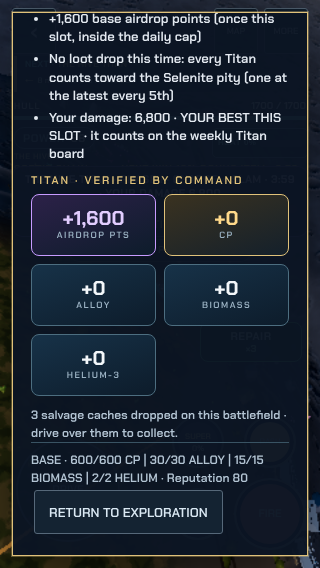 • +1,600 base airdrop points (once this
slot, inside the daily cap)
• No loot drop this time: every Titan
counts toward the Selenite pity (one at
the latest every 5th)
• Your damage: 6,800 · YOUR BEST THIS
SLOT · it counts on the weekly Titan
board
TITAN · VERIFIED BY COMMAND
+1,600
AIRDROP PTS
+0
CP
+0
ALLOY
+0
BIOMASS
+0
HELIUM-3
REPAIR
3 salvage caches dropped on this battlefield ·
drive over them to collect.
BASE · 600/600 CP | 30/30 ALLOY | 15/15
BIOMASS | 2/2 HELIUM · Reputation 80
RETURN TO EXPLORATION